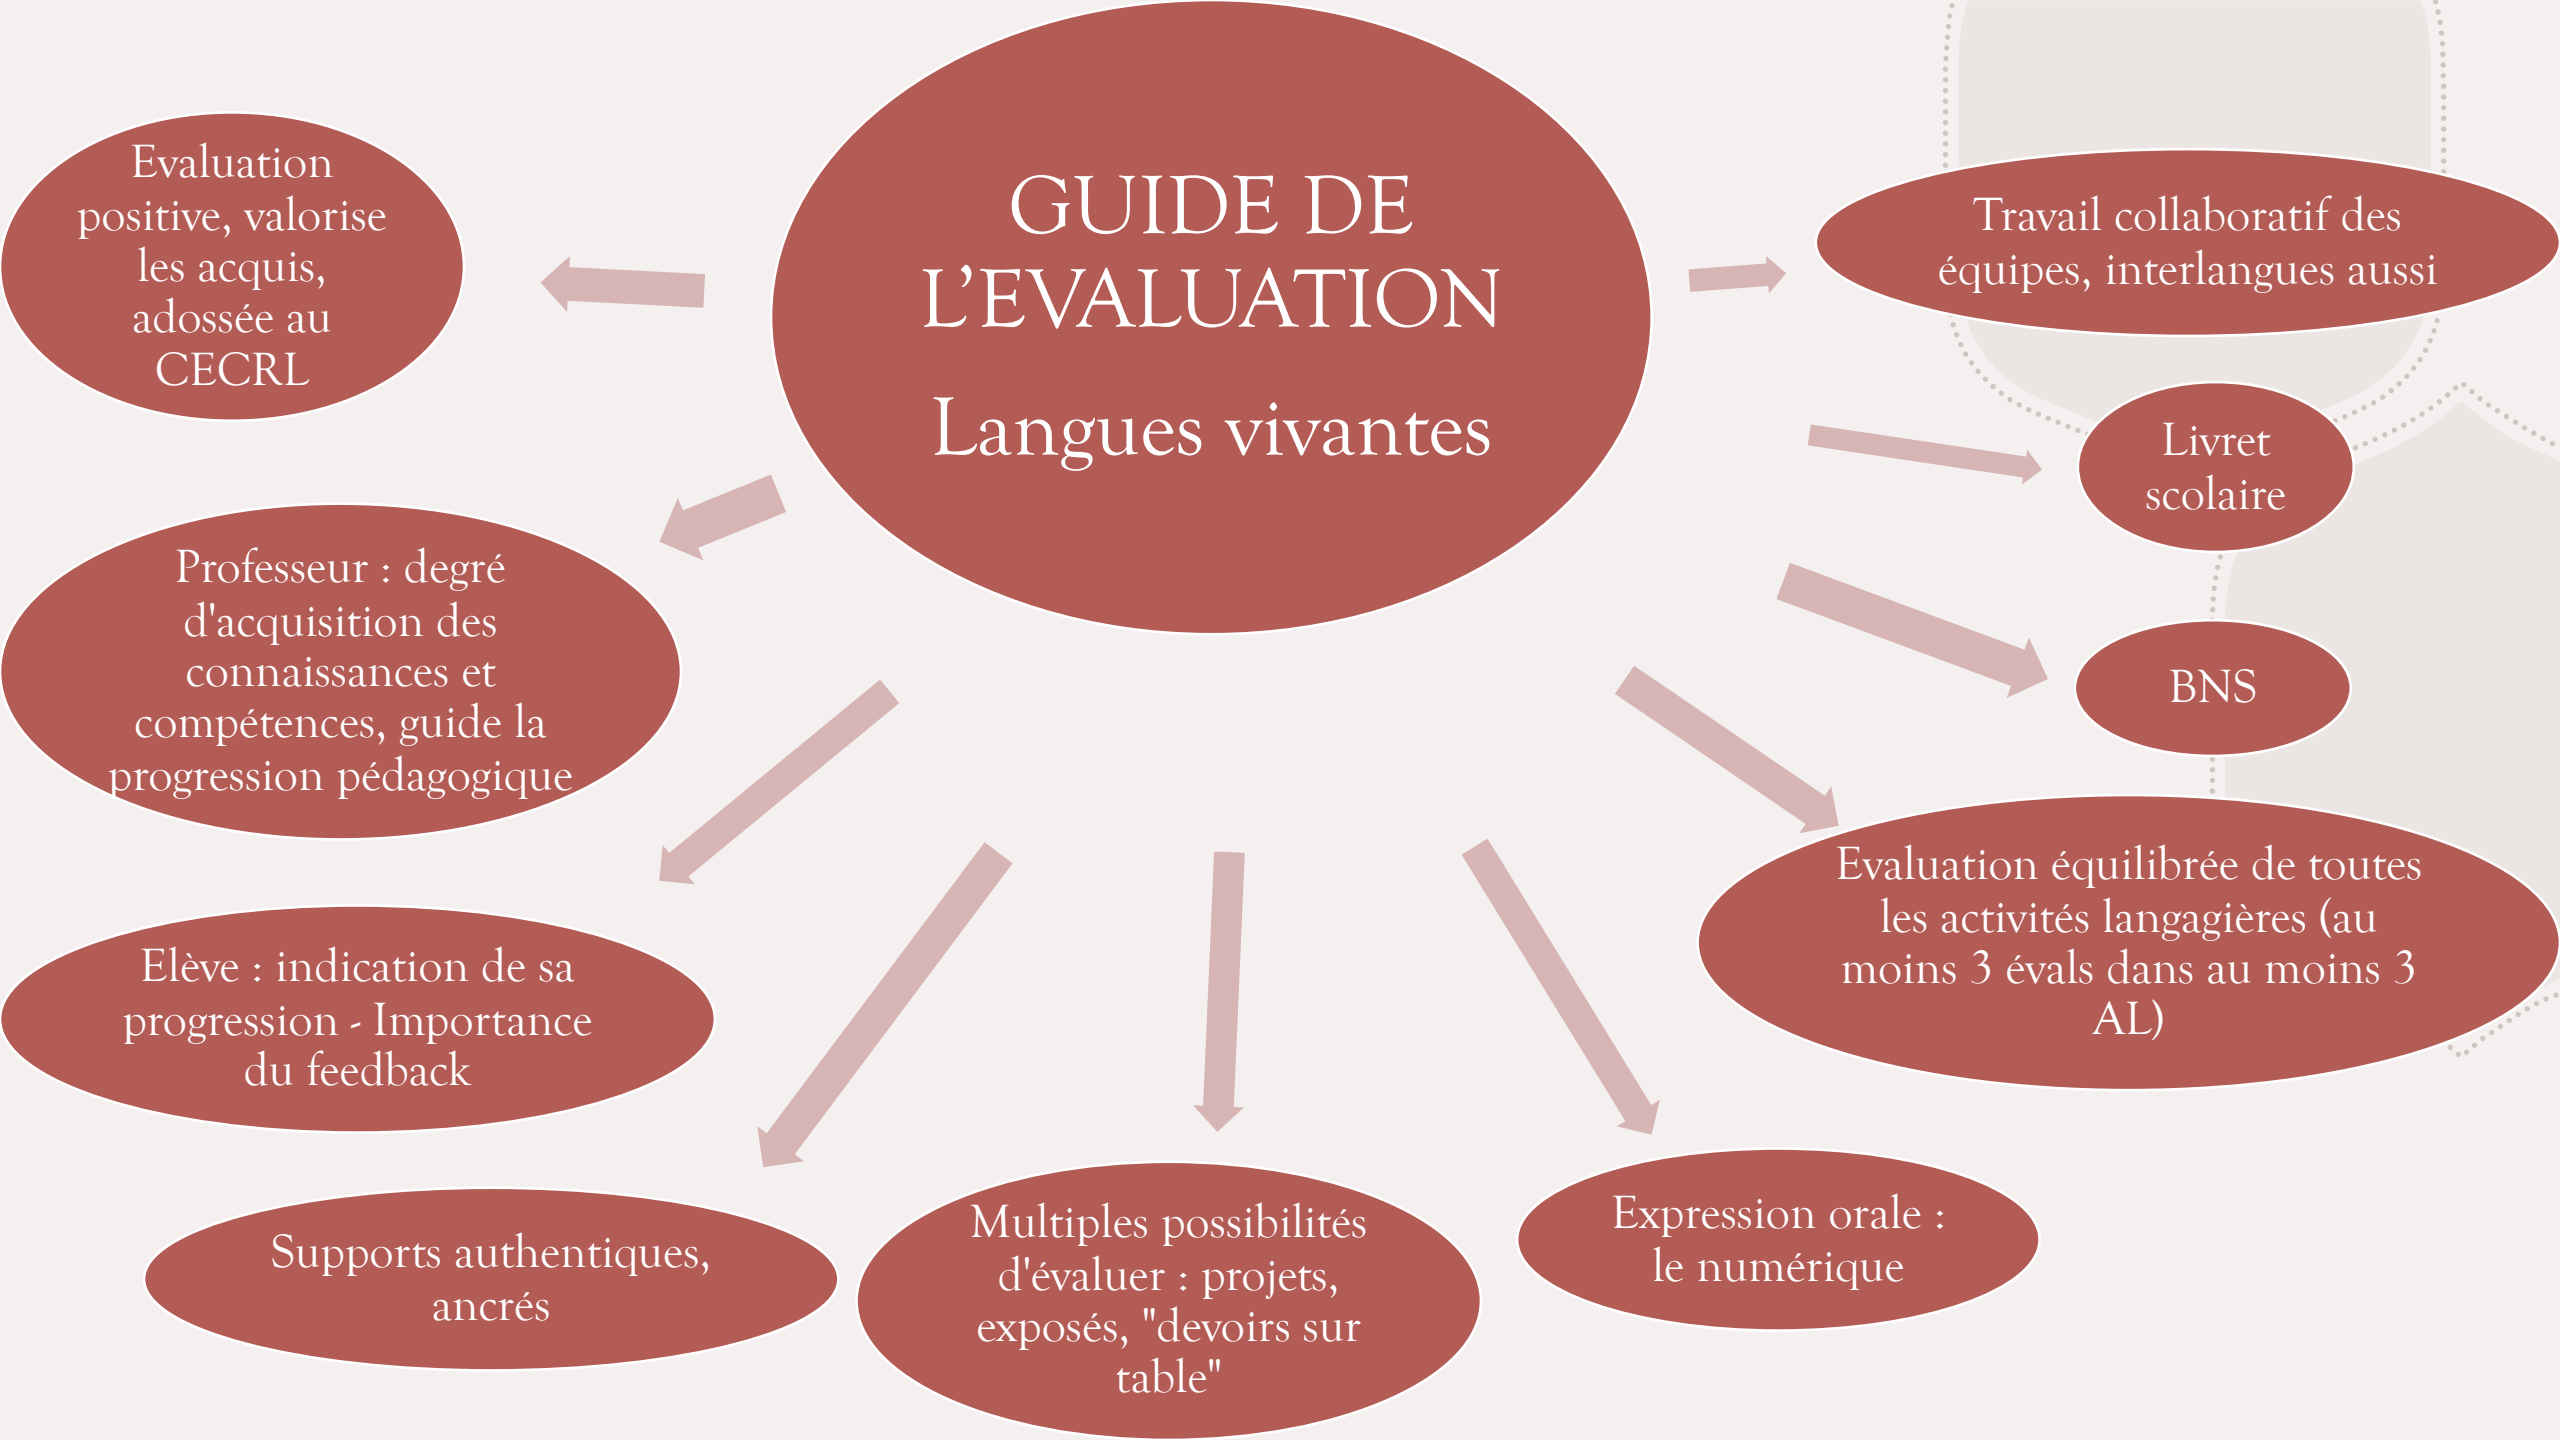 GUIDE DE
L’EVALUATION
Langues vivantes
Evaluation
positive, valorise
les acquis,
adossée au
CECRL
Professeur : degré
d'acquisition des
connaissances et
compétences, guide la
progression pédagogique
Elève : indication de sa
progression - Importance
du feedback
Supports authentiques,
ancrés
Multiples possibilités
d'évaluer : projets,
exposés, "devoirs sur
table"
Expression orale :
le numérique
Evaluation équilibrée de toutes
les activités langagières (au
moins 3 évals dans au moins 3
AL)
BNS
Livret
scolaire
Travail collaboratif des
équipes, interlangues aussi